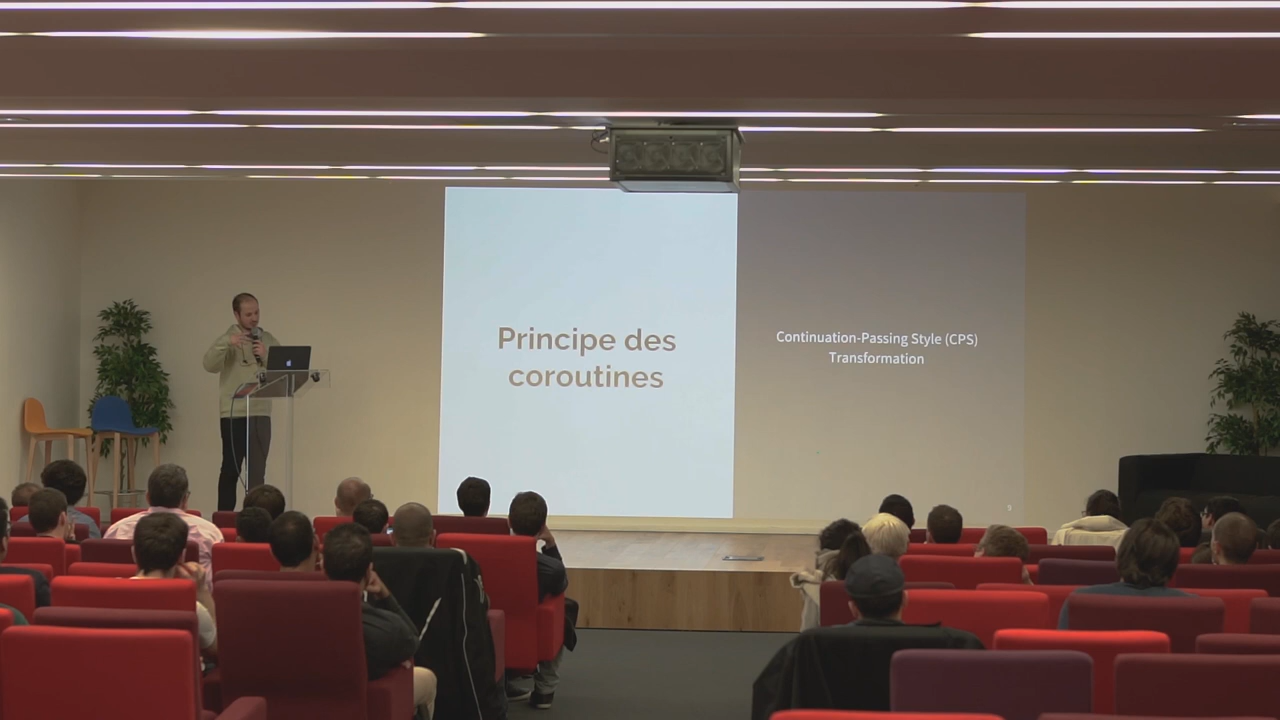 Principe des
coroutines
Continuation-Passing Style (CPS)
Transformation